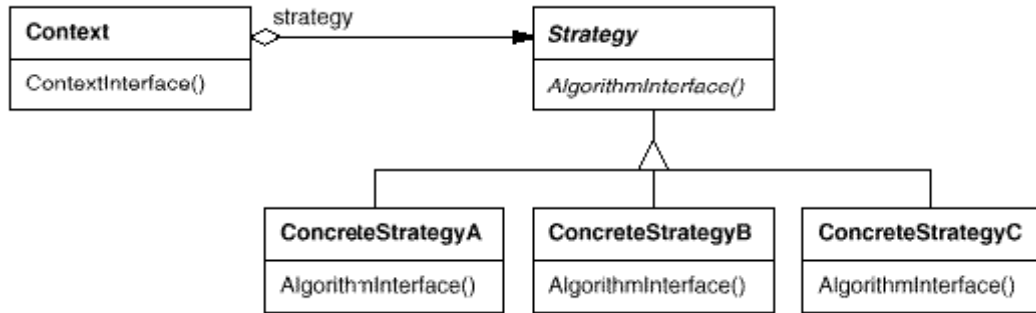 strategy
Context
Strategy
ContextInterface()
AlgorithmInterface()
ConcreteStrategyA
ConcreteStrategyB
ConcreteStrategyC
AlgorithmInterface()
AlgorithmInterface()
AlgorithmInterface()